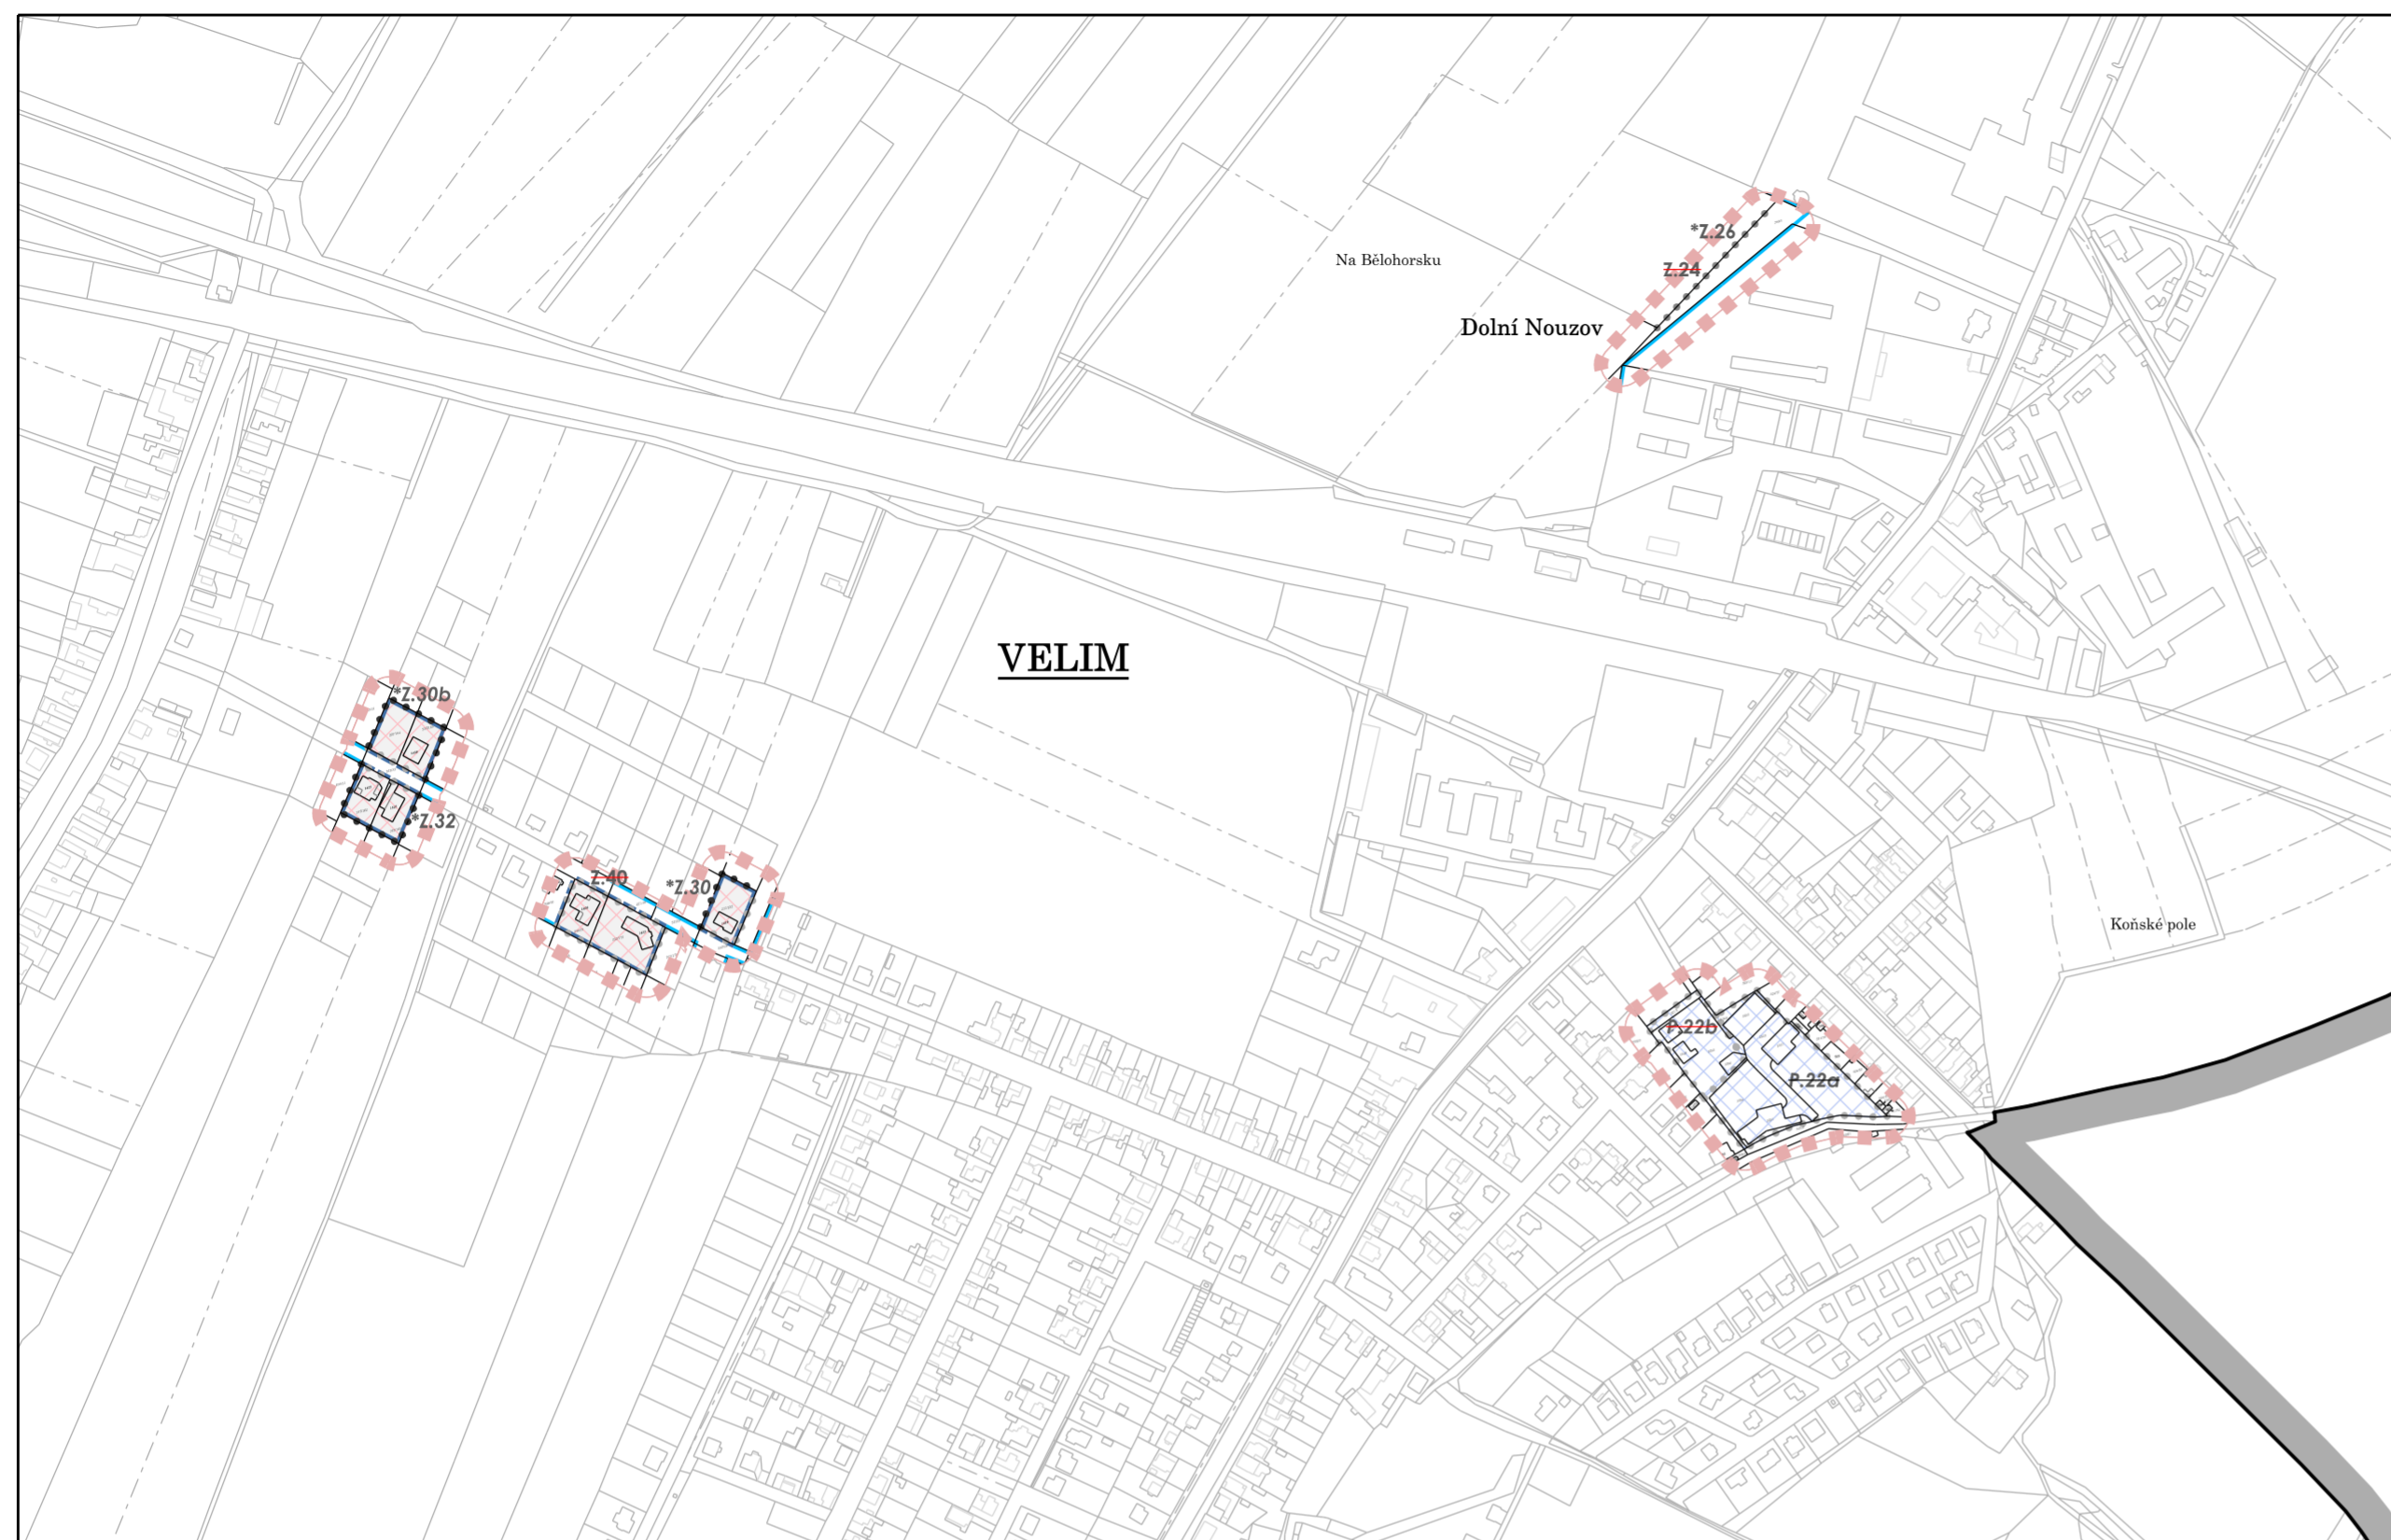 *Z.26
Na Bělohorsku
Z.24
Dolní Nouzov
VELIM
*Z.30b
*Z.32
Z.40
*Z.30
Koňské pole
P.22b
P.22a